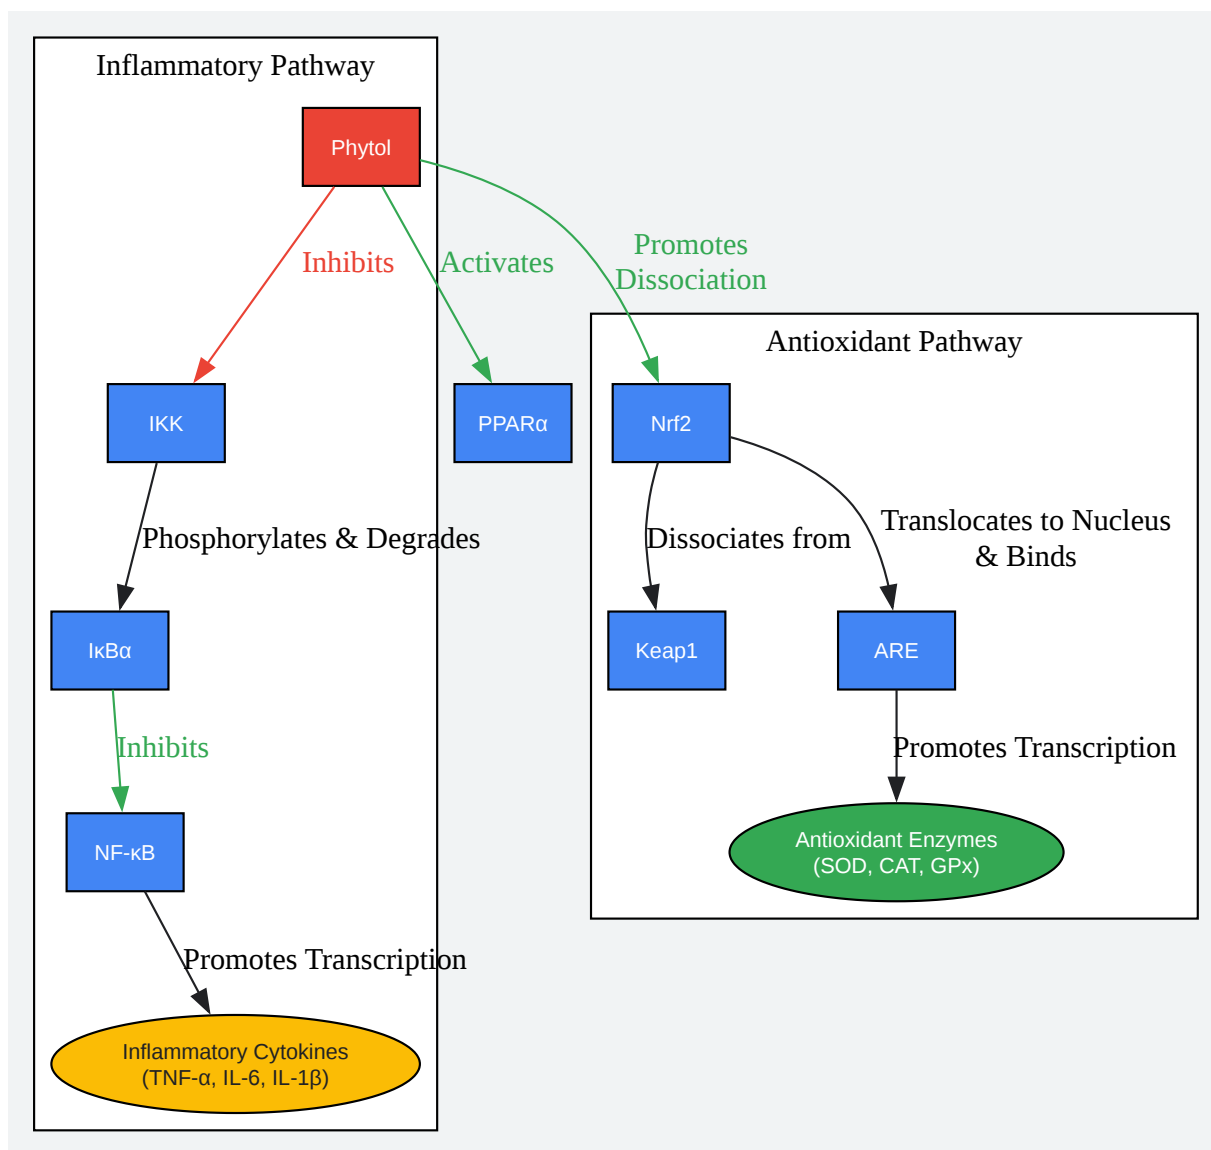 Inflammatory Pathway
Phytol
Inhibits
Activates
Promotes
Dissociation
Antioxidant Pathway
IKK
PPARα
Nrf2
Phosphorylates & Degrades
Dissociates from
Translocates to Nucleus
& Binds
IκBα
Keap1
ARE
Inhibits
Promotes Transcription
NF-κB
Antioxidant Enzymes
(SOD, CAT, GPx)
Promotes Transcription
Inflammatory Cytokines
(TNF-α, IL-6, IL-1β)